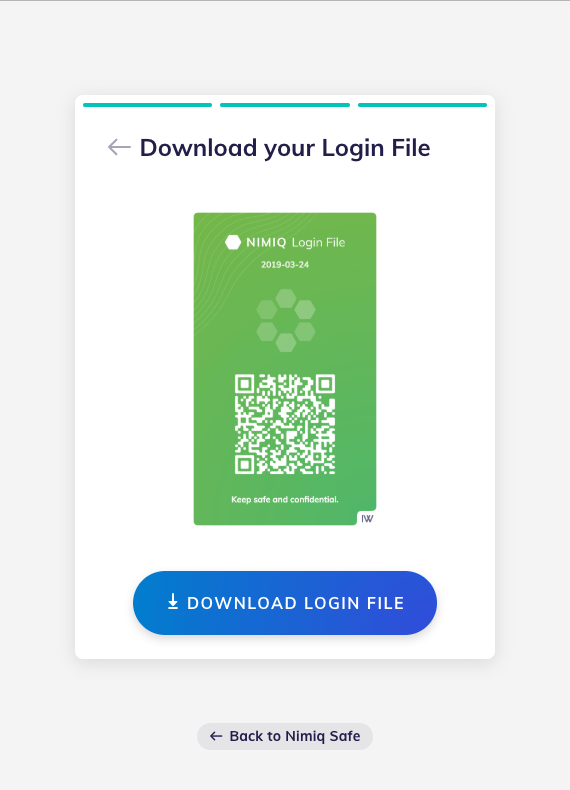 Download your Login File
NIMIQ Login File
2019-03-24
Keep safe and confidential.
IW
DOWNLOAD LOGIN FILE
Back to Nimiq Safe